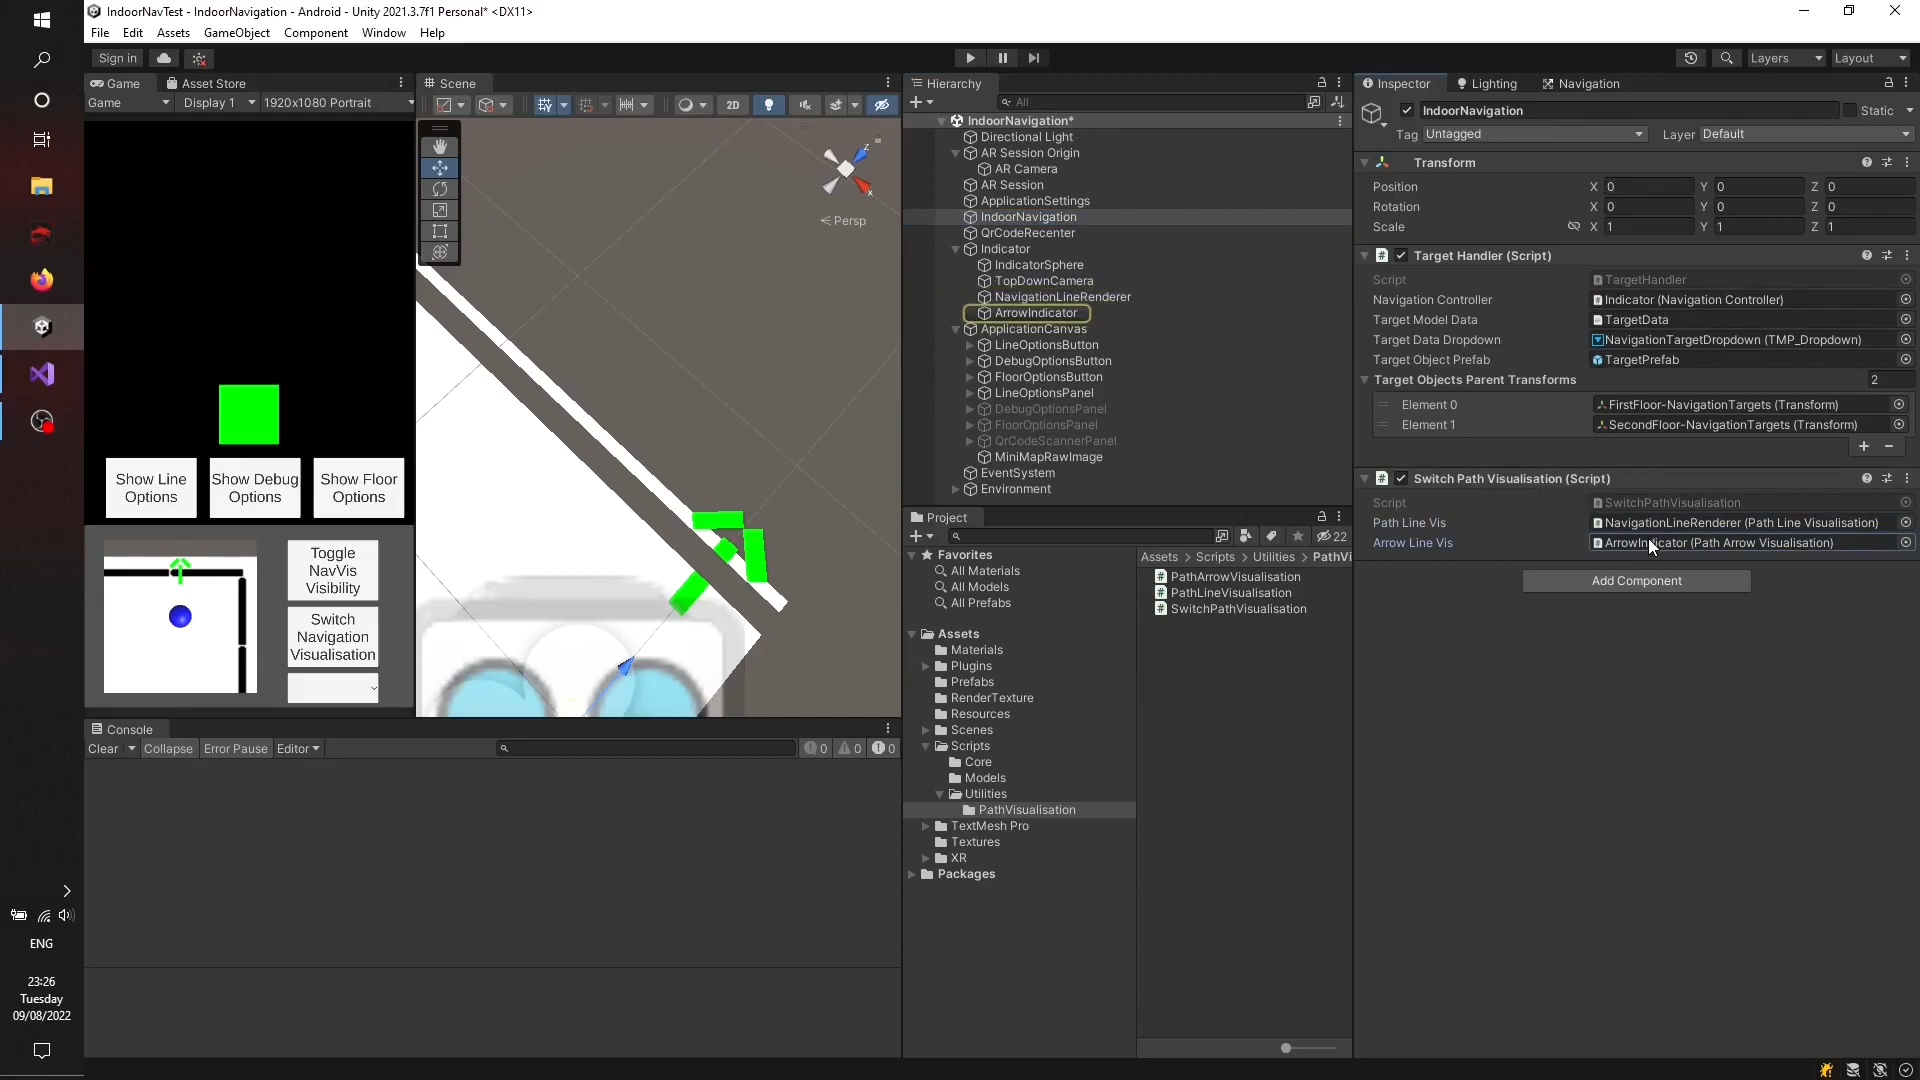 IndoorNavTest - IndoorNavigation - Android - Unity 2021.3.7f1 Personal* <DX11>
File Edit Assets GameObject Component Window Help
Sign in
Layers
Layout
Game
Asset Store
Game
Display 1
1920x1080 Portrait
Show Line Options
Show Debug Options
Show Floor Options
Toggle NavVis Visibility
Switch Navigation Visualisation
Scene
2D
z
x
< Persp
Console
Clear
Collapse
Error Pause
Editor
0
0
0
Hierarchy
All
IndoorNavigation*
Directional Light
AR Session Origin
AR Camera
AR Session
ApplicationSettings
IndoorNavigation
QrCodeRecenter
Indicator
IndicatorSphere
TopDownCamera
NavigationLineRenderer
ArrowIndicator
ApplicationCanvas
LineOptionsButton
DebugOptionsButton
FloorOptionsButton
LineOptionsPanel
DebugOptionsPanel
FloorOptionsPanel
QrCodeScannerPanel
MiniMapRawImage
EventSystem
Environment
Project
22
Favorites
All Materials
All Models
All Prefabs
Assets
Materials
Plugins
Prefabs
RenderTexture
Resources
Scenes
Scripts
Core
Models
Utilities
PathVisualisation
TextMesh Pro
Textures
XR
Packages
Assets > Scripts > Utilities > PathVi
PathArrowVisualisation
PathLineVisualisation
SwitchPathVisualisation
Inspector
Lighting
Navigation
IndoorNavigation
Static
Tag Untagged
Layer Default
Transform
Position X 0 Y 0 Z 0
Rotation X 0 Y 0 Z 0
Scale X 1 Y 1 Z 1
Target Handler (Script)
Script TargetHandler
Navigation Controller Indicator (Navigation Controller)
Target Model Data TargetData
Target Data Dropdown NavigationTargetDropdown (TMP_Dropdown)
Target Object Prefab TargetPrefab
Target Objects Parent Transforms 2
Element 0 FirstFloor-NavigationTargets (Transform)
Element 1 SecondFloor-NavigationTargets (Transform)
Switch Path Visualisation (Script)
Script SwitchPathVisualisation
Path Line Vis NavigationLineRenderer (Path Line Visualisation)
Arrow Line Vis ArrowIndicator (Path Arrow Visualisation)
Add Component
ENG
23:26
Tuesday
09/08/2022